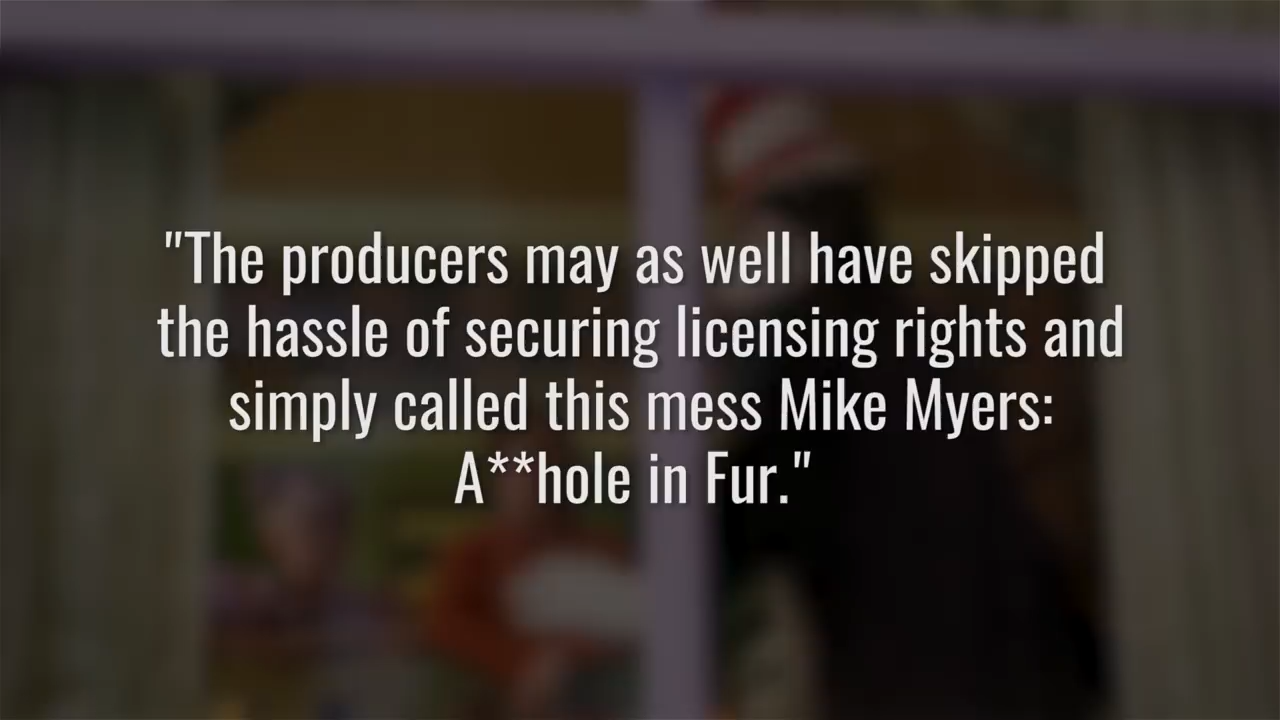 "The producers may as well have skipped
the hassle of securing licensing rights and
simply called this mess Mike Myers:
A**hole in Fur."